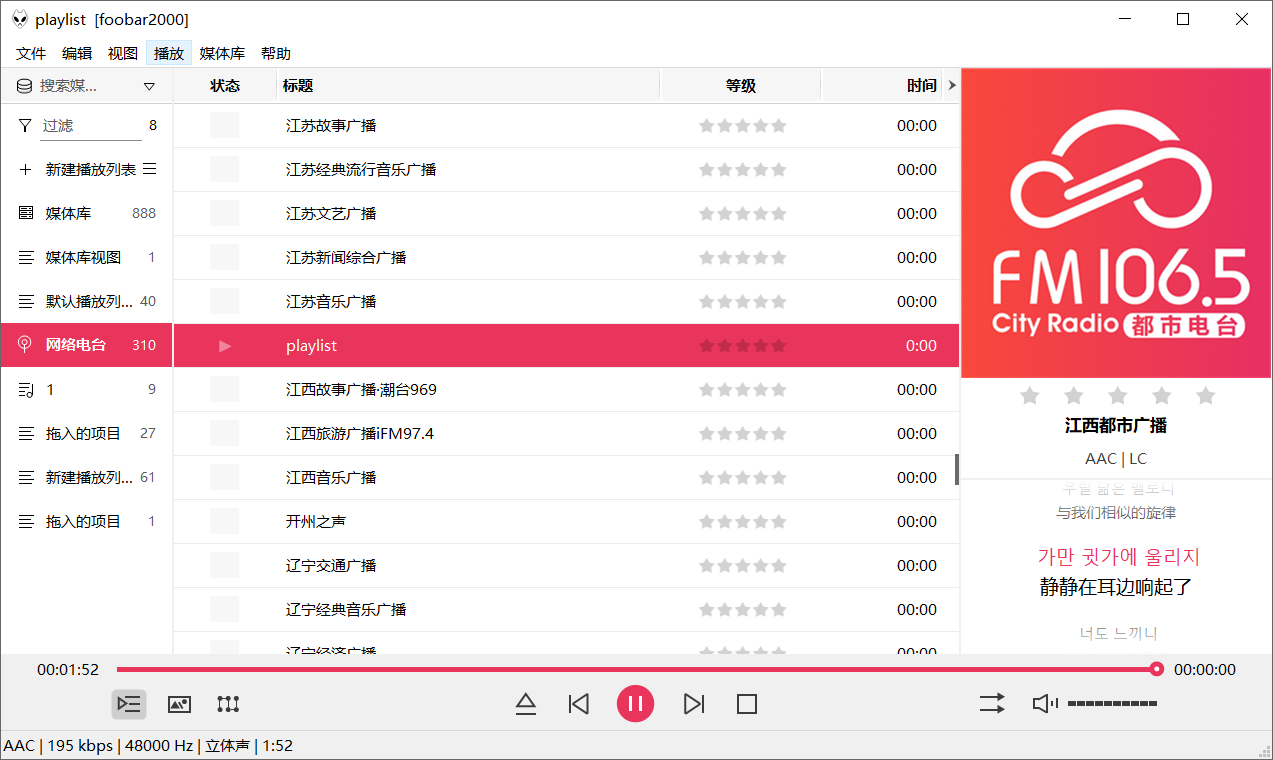 playlist [foobar2000]
文件 编辑 视图 播放 媒体库 帮助
搜索媒...
过滤 8
新建播放列表
媒体库 888
媒体库视图 1
默认播放列... 40
网络电台 310
1 9
拖入的项目 27
新建播放列... 61
拖入的项目 1
状态 标题 等级 时间
江苏故事广播 00:00
江苏经典流行音乐广播 00:00
江苏文艺广播 00:00
江苏新闻综合广播 00:00
江苏音乐广播 00:00
playlist 0:00
江西故事广播·潮台969 00:00
江西旅游广播iFM97.4 00:00
江西音乐广播 00:00
开州之声 00:00
辽宁交通广播 00:00
辽宁经典音乐广播 00:00
辽宁经济广播 00:00
FM 106.5
City Radio 都市电台
江西都市广播
AAC | LC
우릴 닮은 멜로디
与我们相似的旋律
가만 귓가에 울리지
静静在耳边响起了
너도 느끼니
00:01:52 00:00:00
AAC | 195 kbps | 48000 Hz | 立体声 | 1:52